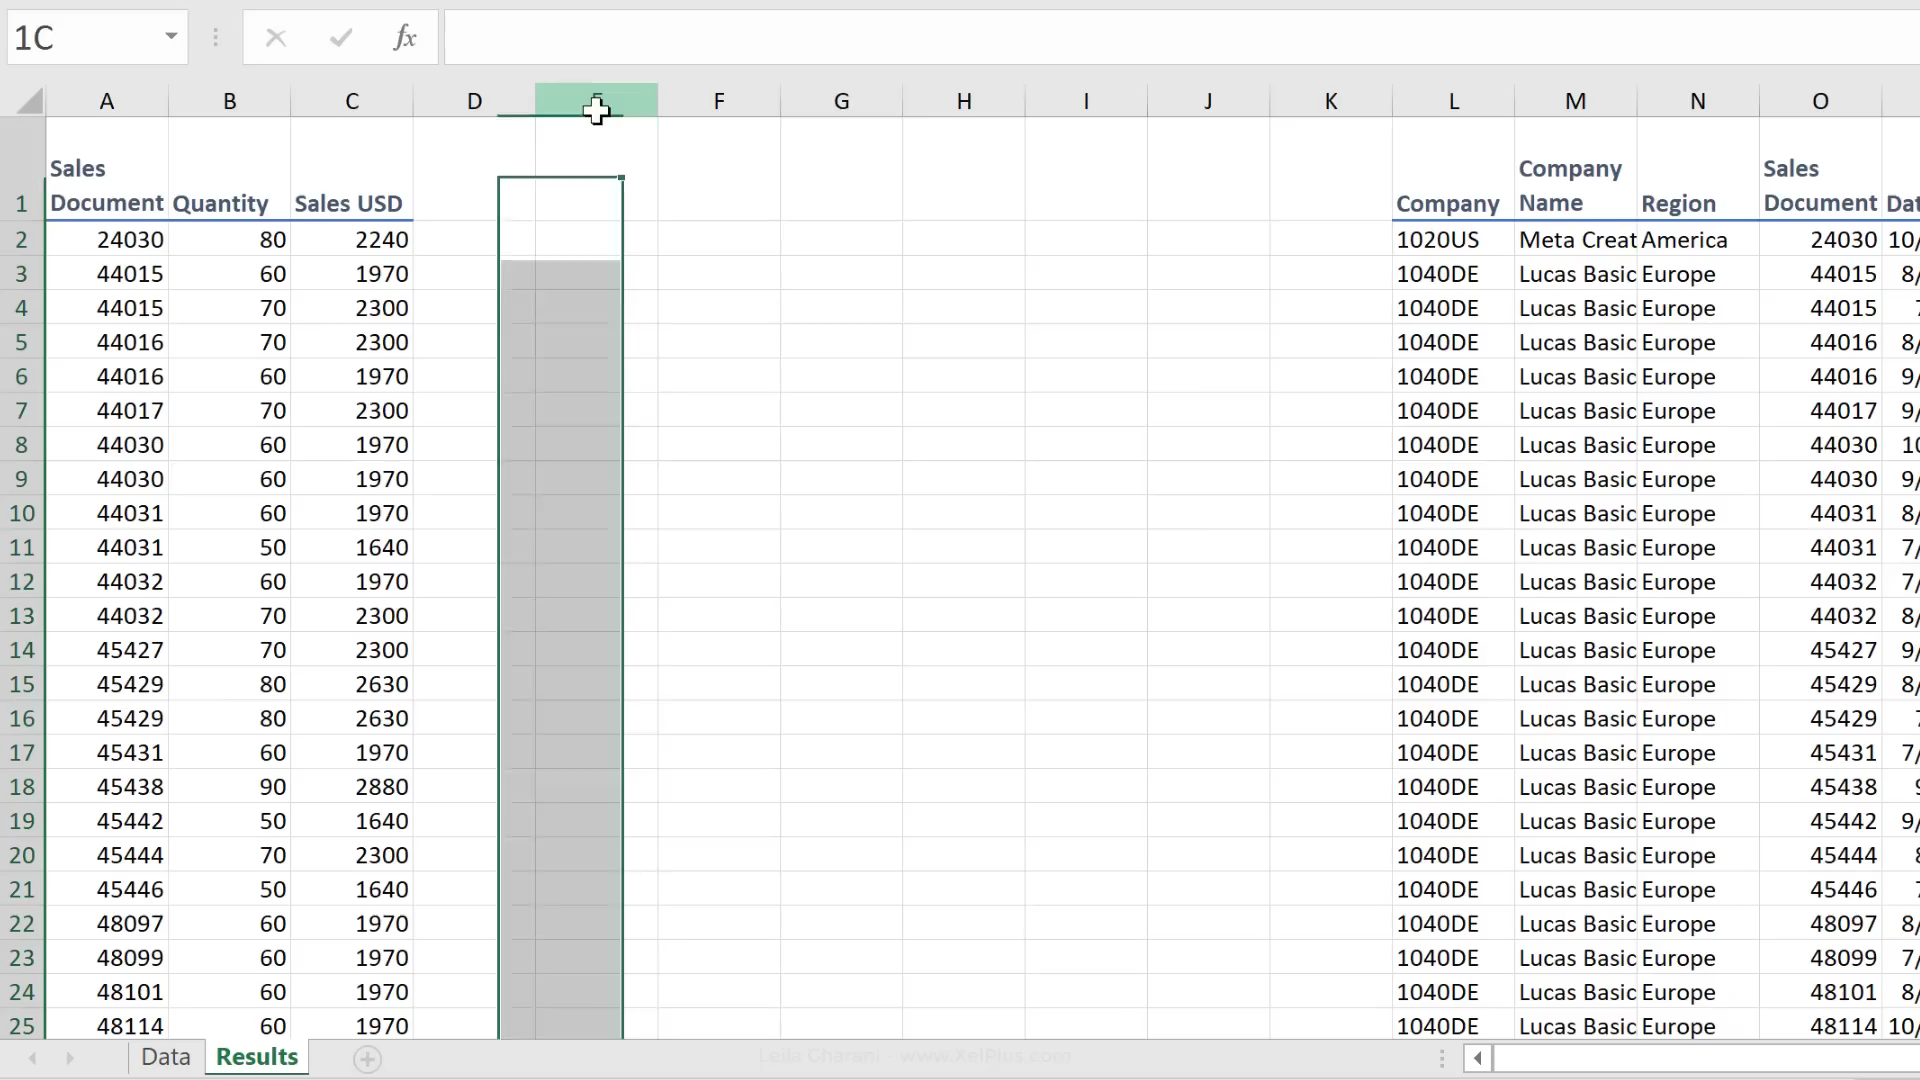 1C
fx
A B C D F G H I J K L M N O
Sales Company Sales
1 Document Quantity Sales USD Company Name Region Document
2 24030 80 2240 1020US Meta Creat America 24030 10/
3 44015 60 1970 1040DE Lucas Basic Europe 44015 8/
4 44015 70 2300 1040DE Lucas Basic Europe 44015 7
5 44016 70 2300 1040DE Lucas Basic Europe 44016 8/
6 44016 60 1970 1040DE Lucas Basic Europe 44016 9/
7 44017 70 2300 1040DE Lucas Basic Europe 44017 9/
8 44030 60 1970 1040DE Lucas Basic Europe 44030 10
9 44030 60 1970 1040DE Lucas Basic Europe 44030 9/
10 44031 60 1970 1040DE Lucas Basic Europe 44031 8/
11 44031 50 1640 1040DE Lucas Basic Europe 44031 7/
12 44032 60 1970 1040DE Lucas Basic Europe 44032 7/
13 44032 70 2300 1040DE Lucas Basic Europe 44032 8/
14 45427 70 2300 1040DE Lucas Basic Europe 45427 9/
15 45429 80 2630 1040DE Lucas Basic Europe 45429 8/
16 45429 80 2630 1040DE Lucas Basic Europe 45429 7
17 45431 60 1970 1040DE Lucas Basic Europe 45431 7/
18 45438 90 2880 1040DE Lucas Basic Europe 45438 9
19 45442 50 1640 1040DE Lucas Basic Europe 45442 9/
20 45444 70 2300 1040DE Lucas Basic Europe 45444 8
21 45446 50 1640 1040DE Lucas Basic Europe 45446 7
22 48097 60 1970 1040DE Lucas Basic Europe 48097 8/
23 48099 60 1970 1040DE Lucas Basic Europe 48099 7/
24 48101 60 1970 1040DE Lucas Basic Europe 48101 8/
25 48114 60 1970 1040DE Lucas Basic Europe 48114 10/
Data Results Leila Gharani - www.XelPlus.com